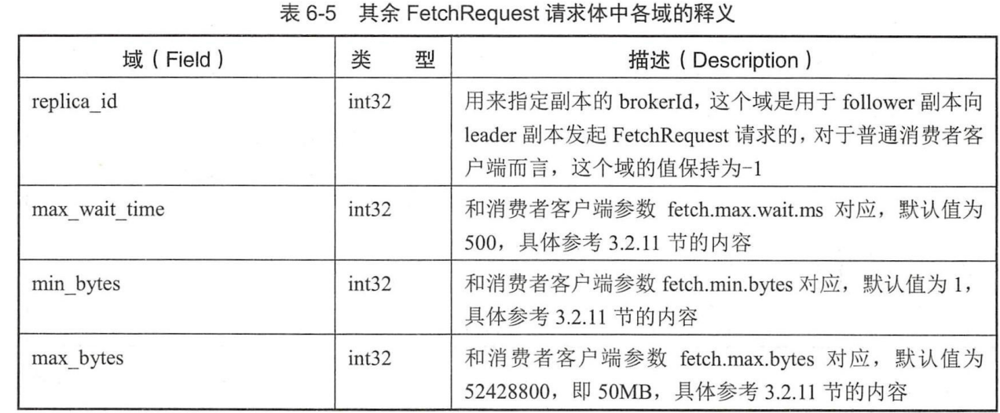 表 6-5 其余 FetchRequest 请求体中各域的释义
域（Field） 类 型 描述（Description）
replica_id int32 用来指定副本的 brokerId，这个域是用于 follower 副本向
leader 副本发起 FetchRequest 请求的，对于普通消费者客
户端而言，这个域的值保持为-1
max_wait_time int32 和消费者客户端参数 fetch.max.wait.ms 对应，默认值为
500，具体参考 3.2.11 节的内容
min_bytes int32 和消费者客户端参数 fetch.min.bytes 对应，默认值为 1，
具体参考 3.2.11 节的内容
max_bytes int32 和消费者客户端参数 fetch.max.bytes 对应，默认值为
52428800，即 50MB，具体参考 3.2.11 节的内容